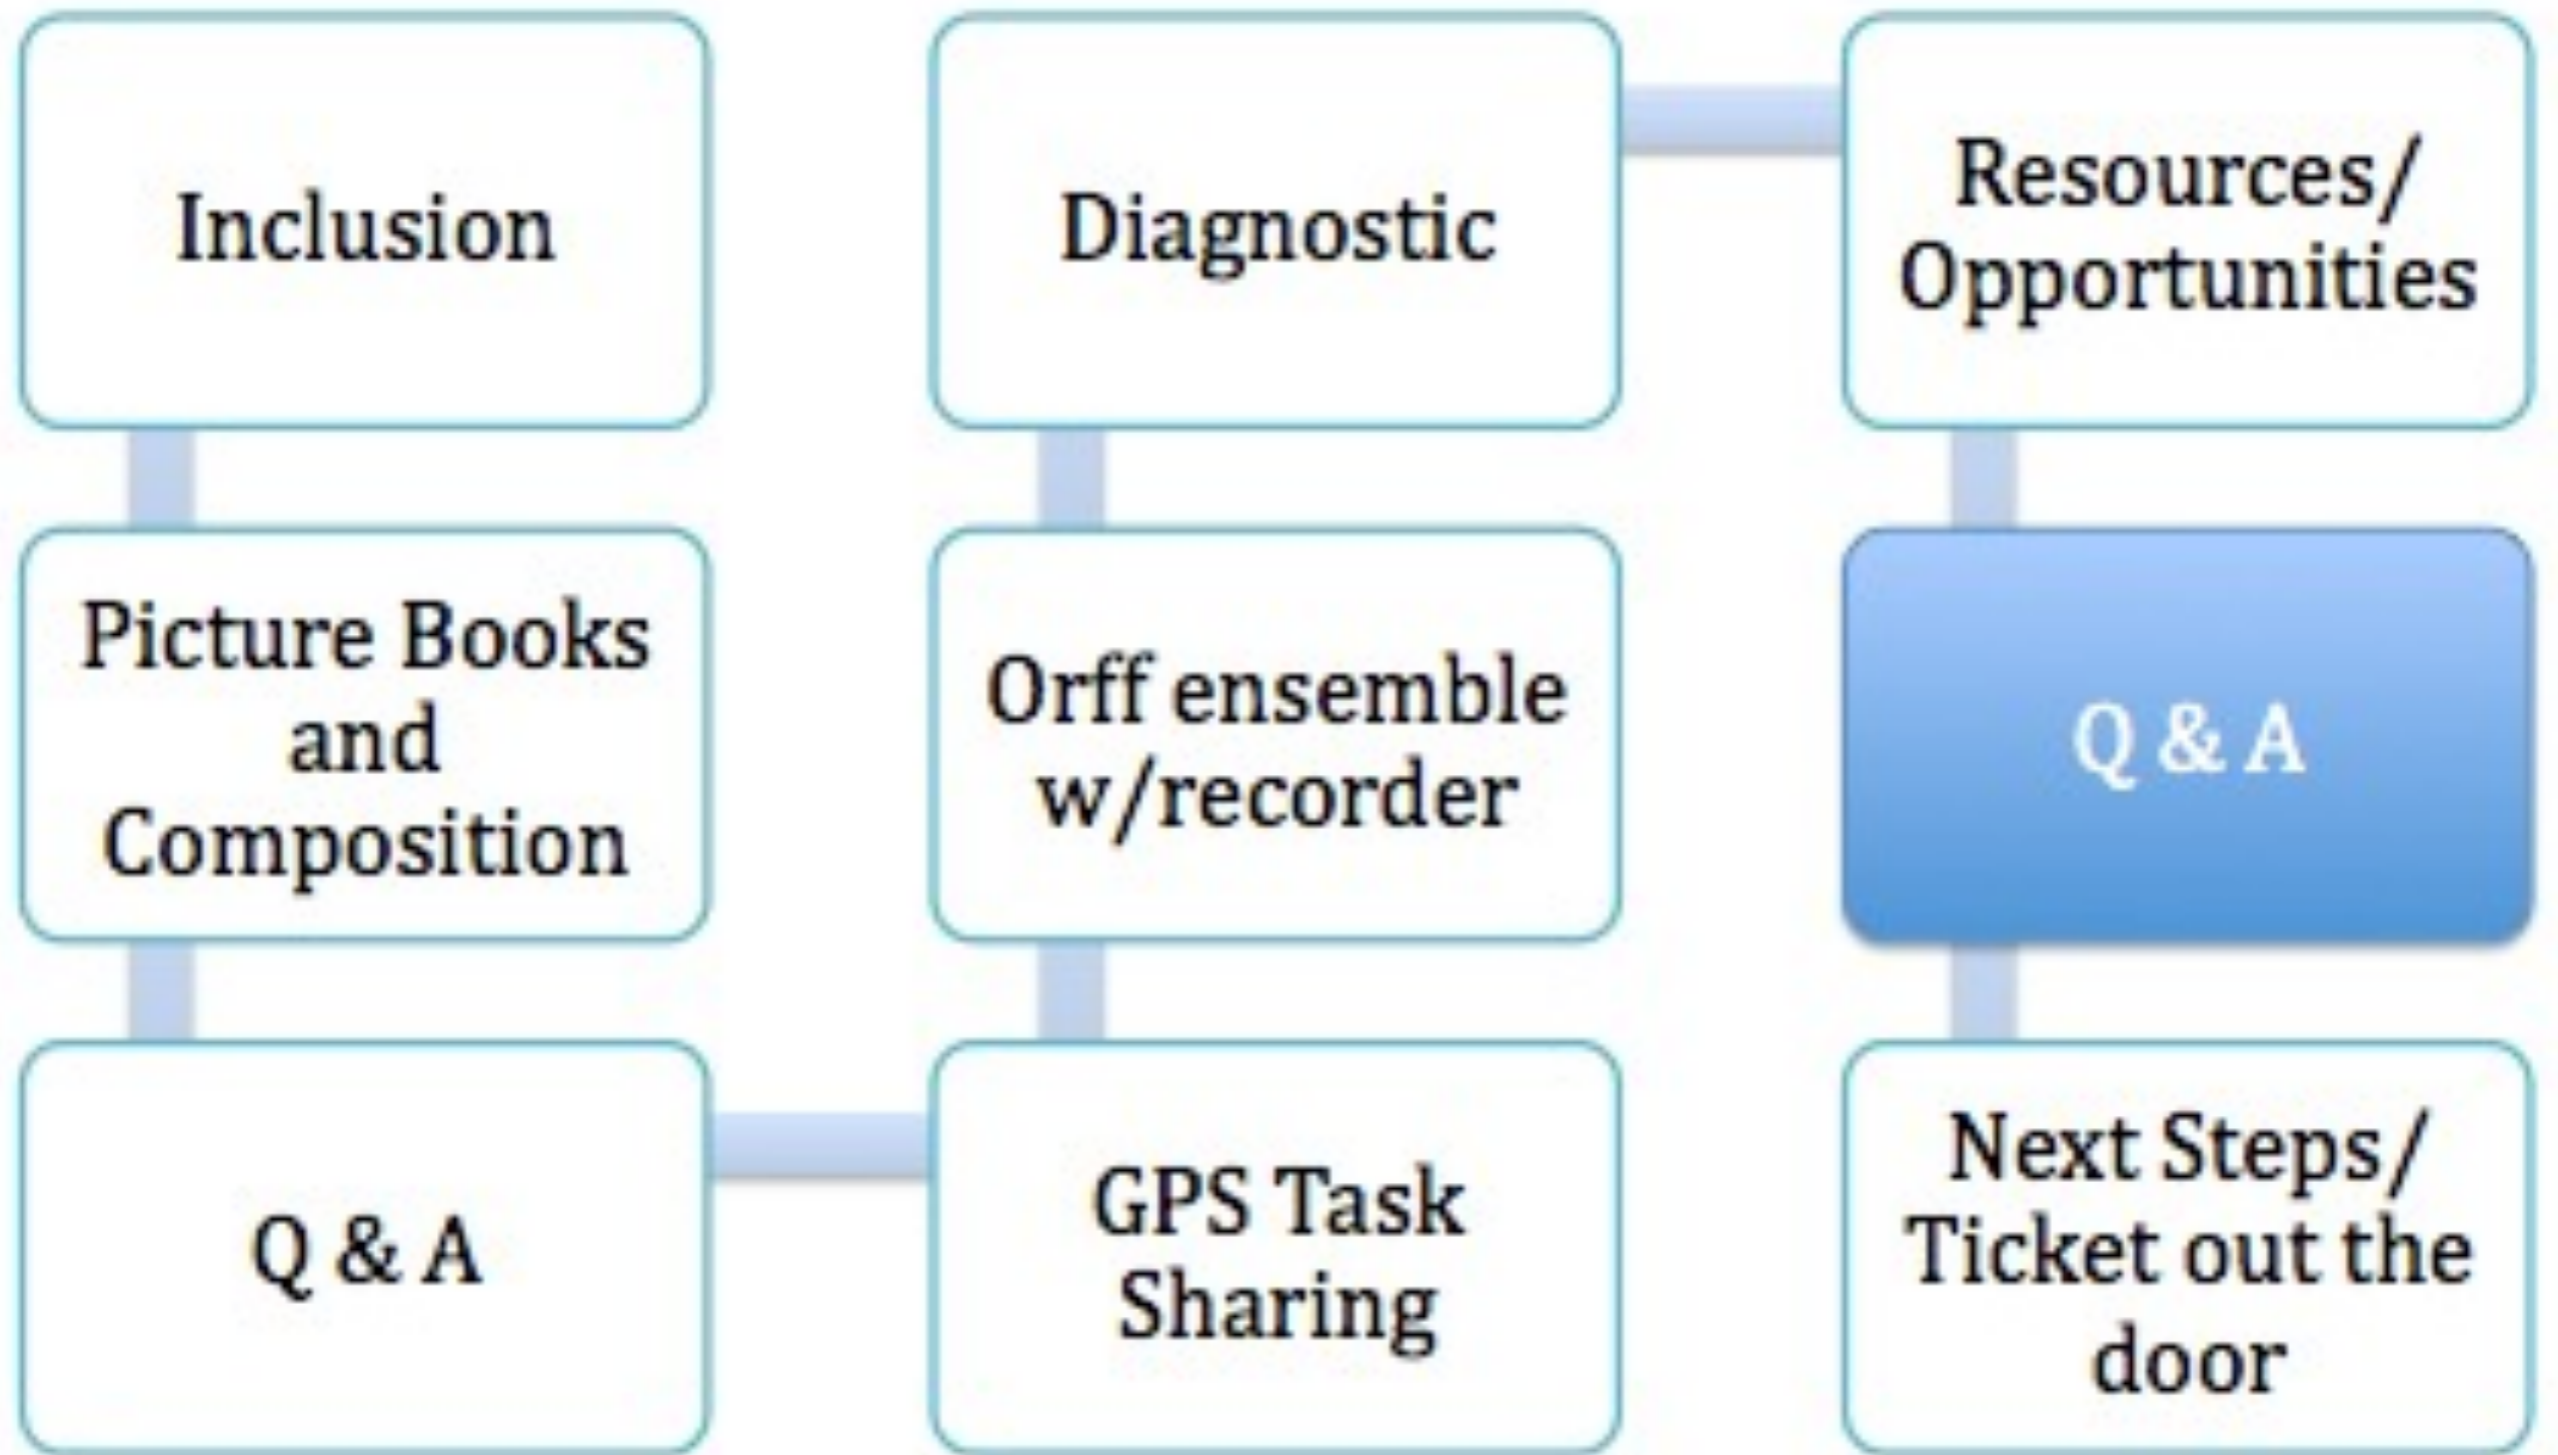 Inclusion
Picture Books
and
Composition
Q & A
GPS Task
Sharing
Orff ensemble
w/recorder
Diagnostic
Resources/
Opportunities
Q & A
Next Steps/
Ticket out the
door